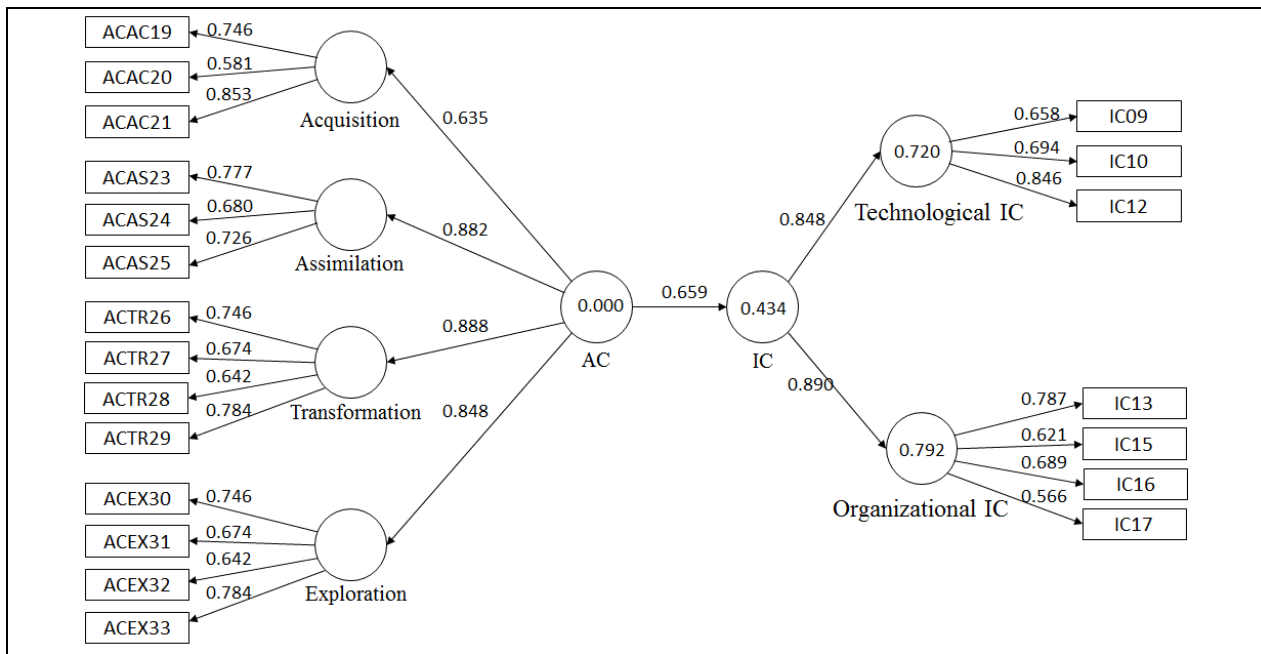 ACAC19
0.746
ACAC20
0.581
ACAC21
0.853
Acquisition
0.635
ACAS23
0.777
ACAS24
0.680
ACAS25
0.726
Assimilation
0.882
ACTR26
0.746
ACTR27
0.674
ACTR28
0.642
ACTR29
0.784
Transformation
0.888
ACEX30
0.746
ACEX31
0.674
ACEX32
0.642
ACEX33
0.784
Exploration
0.848
0.000
AC
0.659
0.434
IC
0.848
0.720
Technological IC
0.658
IC09
0.694
IC10
0.846
IC12
0.890
0.792
Organizational IC
0.787
IC13
0.621
IC15
0.689
IC16
0.566
IC17